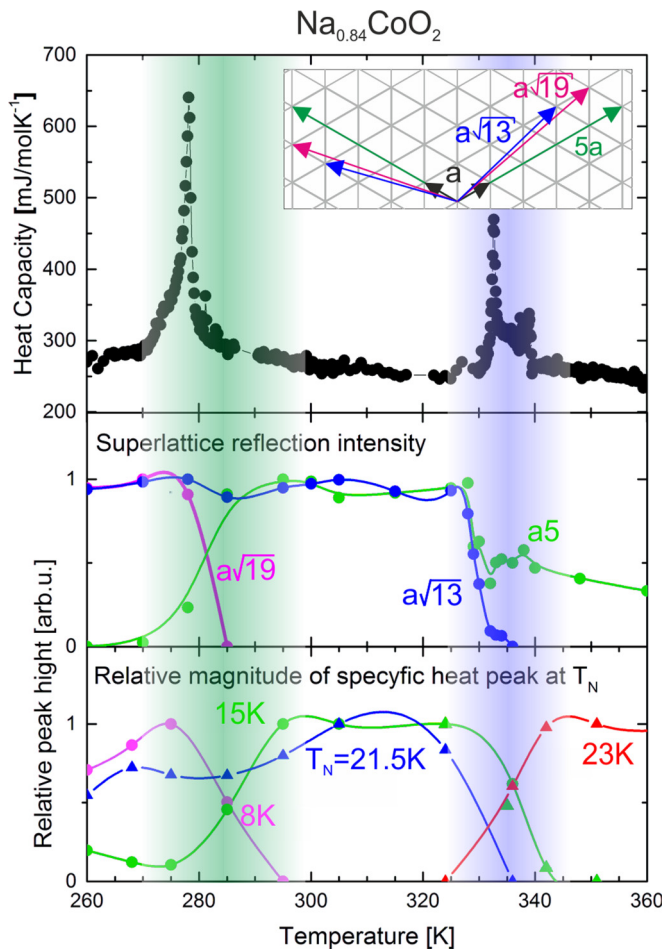 Na₀.₈₄CoO₂
700
600
500
400
300
200
Heat Capacity [mJ/molK⁻¹]
a√19
a√13
a
5a
Superlattice reflection intensity
1
0
a√19
a√13
a5
Relative peak hight [arb.u.]
Relative magnitude of specyfic heat peak at T_N
15K
T_N=21.5K
23K
8K
1
0
260 280 300 320 340 360
Temperature [K]